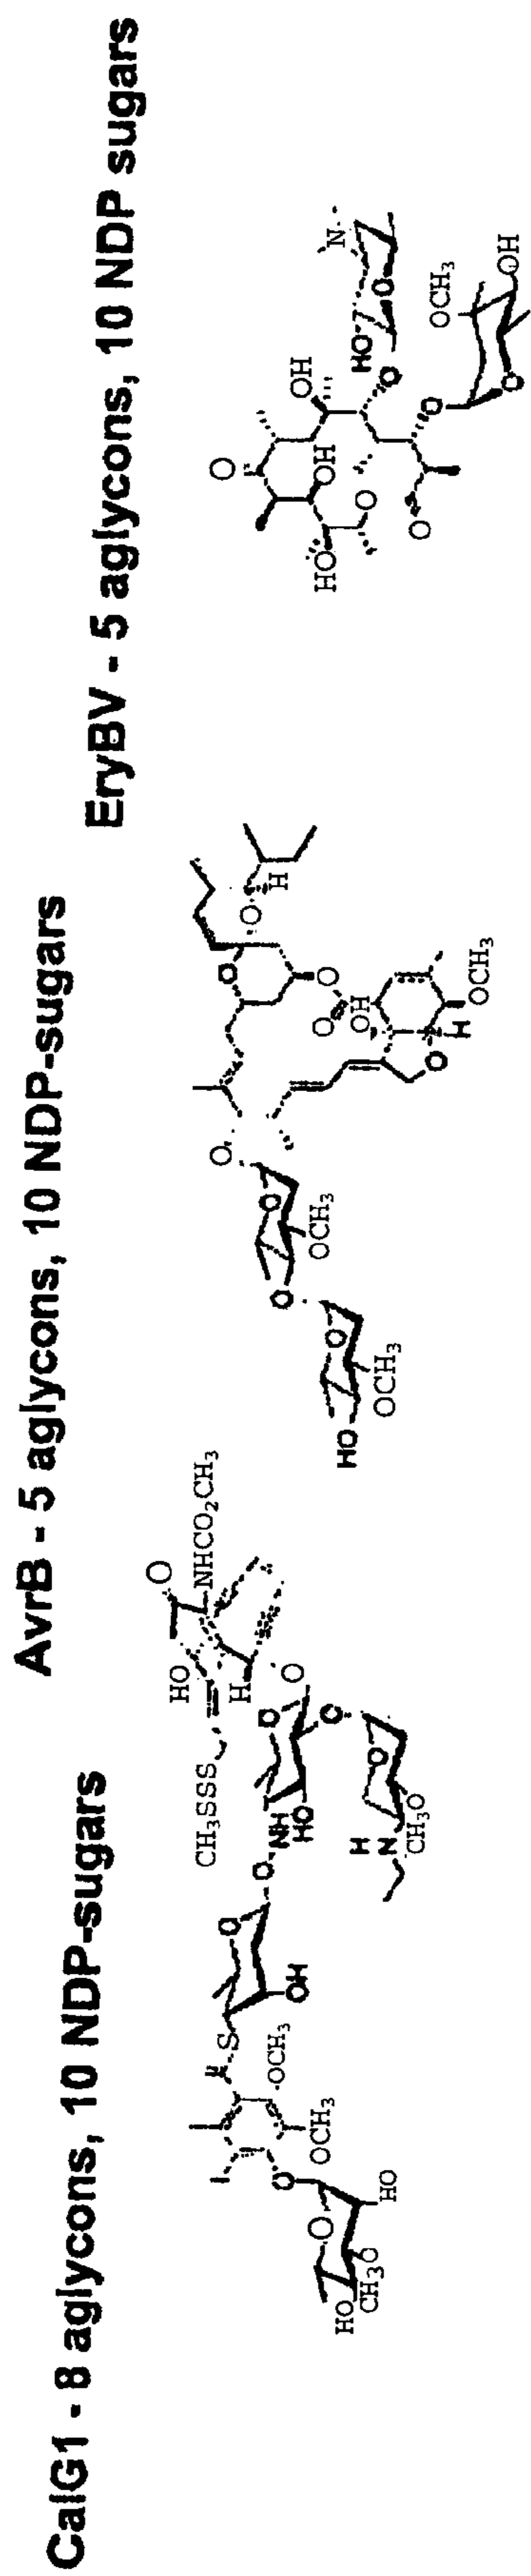 CalG1 - 8 aglycons, 10 NDP-sugars
AvrB - 5 aglycons, 10 NDP-sugars
EryBV - 5 aglycons, 10 NDP sugars
HO
CH₃O
O
HO
O
OCH₃
OCH₃
S
O
OH
O
NH
HO
O
O
O
CH₃SSS
HO
H
O
NHCO₂CH₃
H
N
CH₃O
O
HO
O
OCH₃
O
O
OCH₃
O
O
O
H
O
O
OH
O
H
OCH₃
HO
O
OH
OH
O
O
O
HO
O
N
O
OCH₃
O
OH